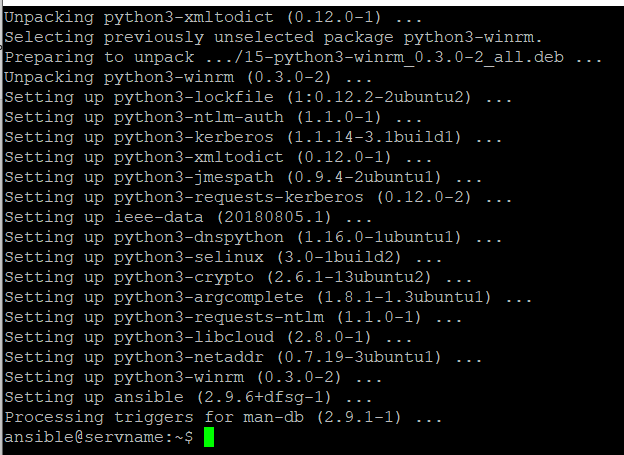 Unpacking python3-xmltodict (0.12.0-1) ...
Selecting previously unselected package python3-winrm.
Preparing to unpack .../15-python3-winrm_0.3.0-2_all.deb ...
Unpacking python3-winrm (0.3.0-2) ...
Setting up python3-lockfile (1:0.12.2-2ubuntu2) ...
Setting up python3-ntlm-auth (1.1.0-1) ...
Setting up python3-kerberos (1.1.14-3.1build1) ...
Setting up python3-xmltodict (0.12.0-1) ...
Setting up python3-jmespath (0.9.4-2ubuntu1) ...
Setting up python3-requests-kerberos (0.12.0-2) ...
Setting up ieee-data (20180805.1) ...
Setting up python3-dnspython (1.16.0-1ubuntu1) ...
Setting up python3-selinux (3.0-1build2) ...
Setting up python3-crypto (2.6.1-13ubuntu2) ...
Setting up python3-argcomplete (1.8.1-1.3ubuntu1) ...
Setting up python3-requests-ntlm (1.1.0-1) ...
Setting up python3-libcloud (2.8.0-1) ...
Setting up python3-netaddr (0.7.19-3ubuntu1) ...
Setting up python3-winrm (0.3.0-2) ...
Setting up ansible (2.9.6+dfsg-1) ...
Processing triggers for man-db (2.9.1-1) ...
ansible@servname:~$